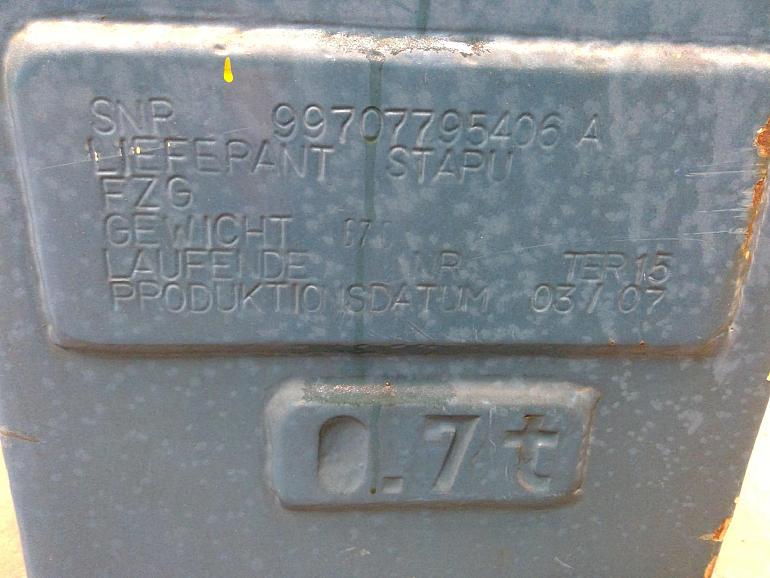 SNR 99707795406 A
LIEFERANT STAPU
FZG
GEWICHT
LAUFENDE NR TER15
PRODUKTIONSDATUM 03/07
0.7t